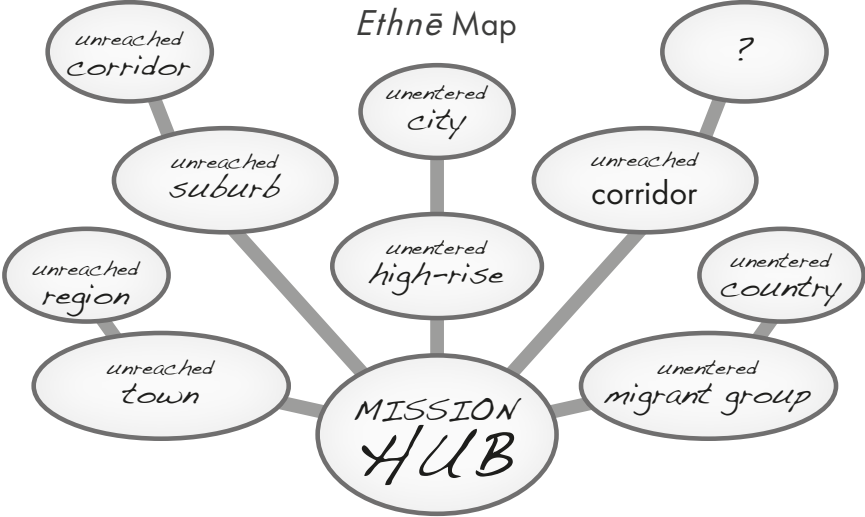 Ethnē Map
unreached
corridor
?
unentered
city
unreached
suburb
unreached
corridor
unentered
high-rise
unreached
region
unentered
country
unreached
town
unentered
migrant group
MISSION
HUB